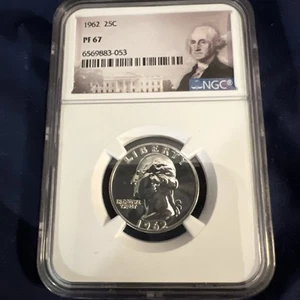 1962 25C
PF 67
6569883-053
NGC
LIBERTY
1962